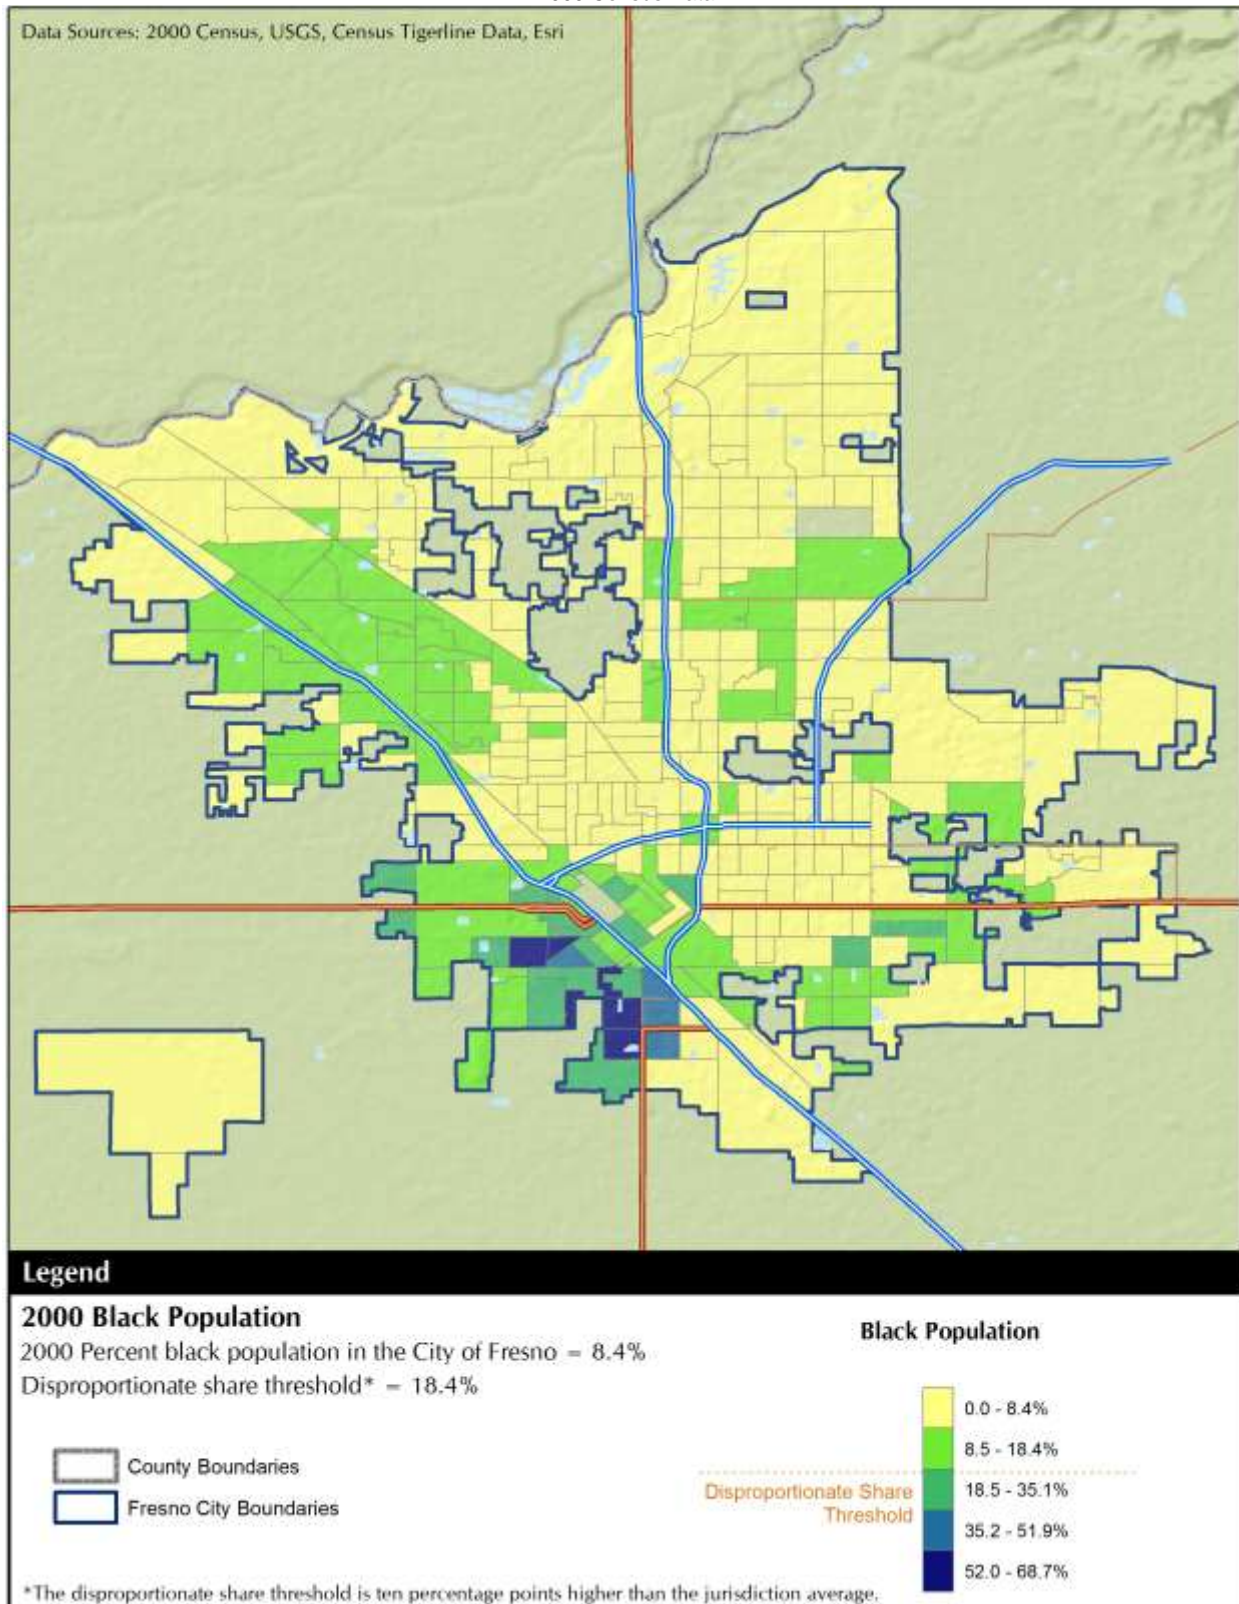 Data Sources: 2000 Census, USGS, Census Tigerline Data, Esri
Legend
2000 Black Population
2000 Percent black population in the City of Fresno = 8.4%
Disproportionate share threshold* = 18.4%
County Boundaries
Fresno City Boundaries
Black Population
0.0 - 8.4%
8.5 - 18.4%
Disproportionate Share
Threshold
18.5 - 35.1%
35.2 - 51.9%
52.0 - 68.7%
*The disproportionate share threshold is ten percentage points higher than the jurisdiction average.